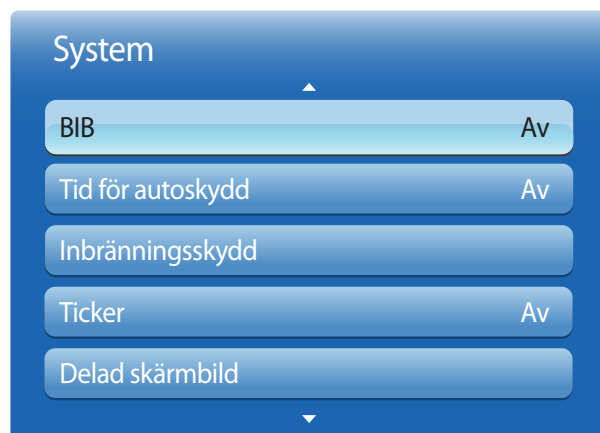 System
BIB Av
Tid för autoskydd Av
Inbränningsskydd
Ticker Av
Delad skärmbild